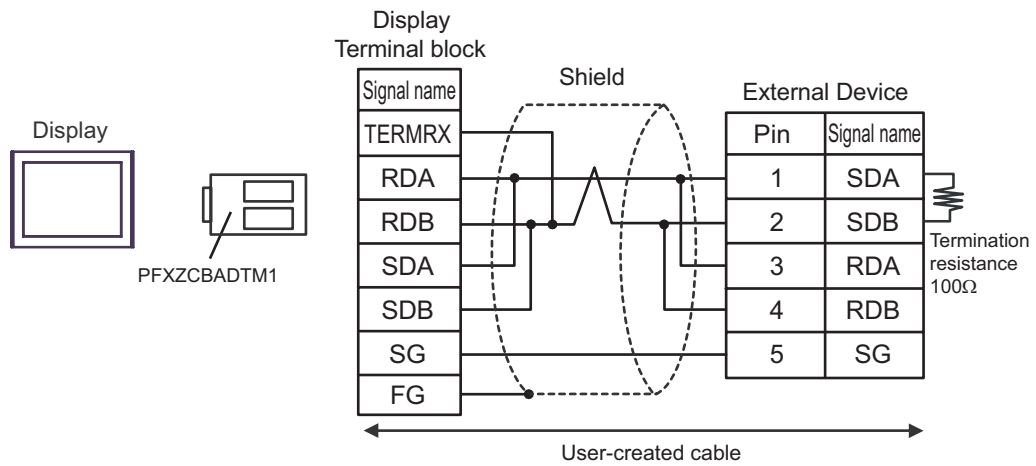 Display
Terminal block
Shield
External Device
Display
PFXZCBADTM1
Signal name
TERMRX
RDA
RDB
SDA
SDB
SG
FG
Pin Signal name
1 SDA
2 SDB
3 RDA
4 RDB
5 SG
Termination
resistance
100Ω
User-created cable